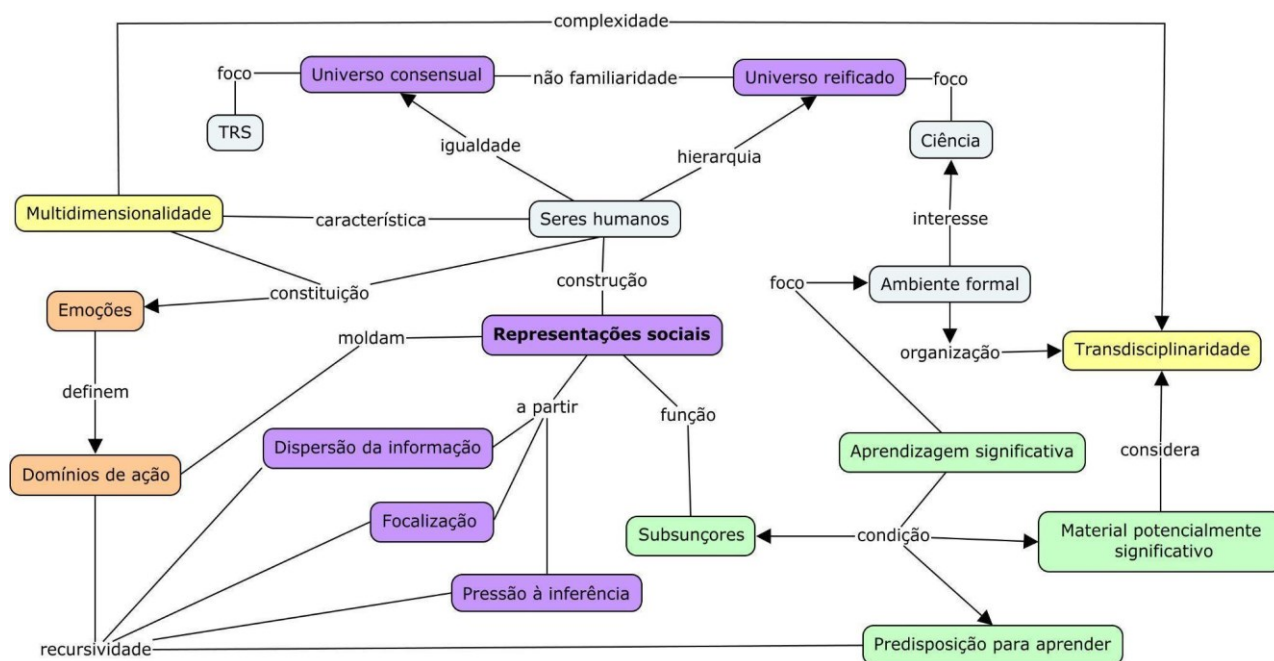 complexidade
foco
Universo consensual
não familiaridade
Universo reificado
foco
TRS
Ciência
igualdade
hierarquia
Multidimensionalidade
característica
Seres humanos
interesse
construção
foco
Ambiente formal
constituição
Emoções
moldam
Representações sociais
organização
Transdisciplinaridade
definem
a partir
função
Dispersão da informação
Aprendizagem significativa
considera
Domínios de ação
Focalização
Subsunçores
condição
Material potencialmente
significativo
Pressão à inferência
recursividade
Predisposição para aprender